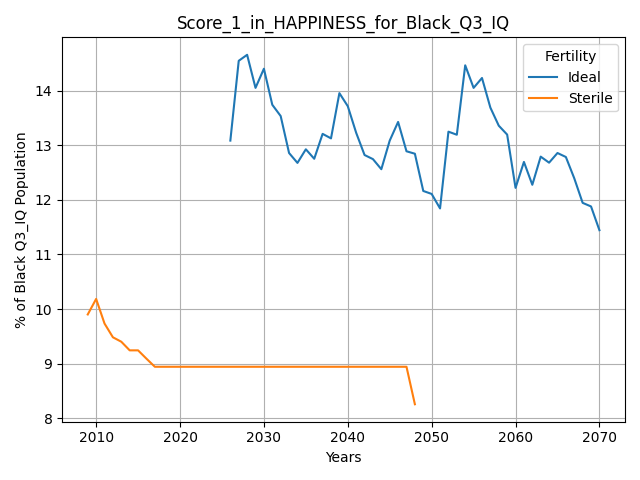 Score_1_in_HAPPINESS_for_Black_Q3_IQ
Fertility
Ideal
Sterile
% of Black Q3_IQ Population
14
13
12
11
10
9
8
2010 2020 2030 2040 2050 2060 2070
Years